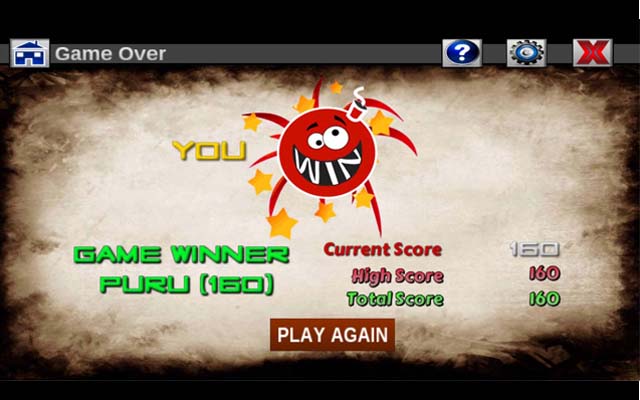 Game Over
?
X
YOU
WIN
GAME WINNER
PURU (160)
Current Score 160
High Score 160
Total Score 160
PLAY AGAIN